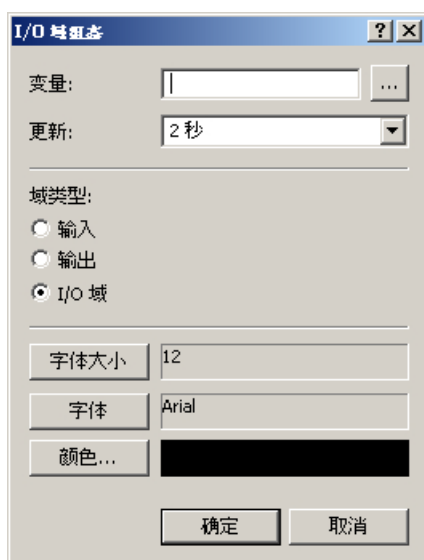 I/O 域组态
变量:
...
更新:
2 秒
域类型:
输入
输出
I/O 域
字体大小 12
字体 Arial
颜色...
确定 取消